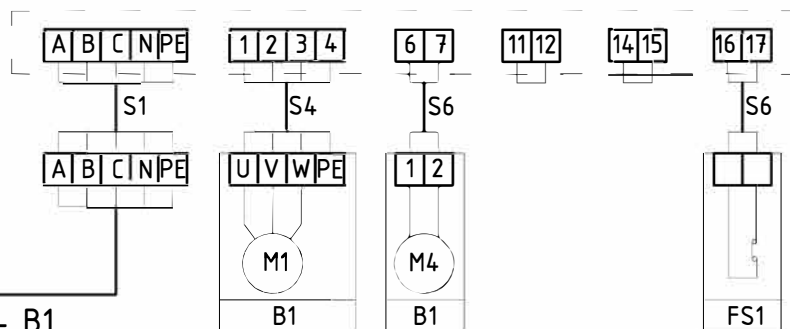 A B C N PE 1 2 3 4 6 7 11 12 14 15 16 17
S1 S4 S6 S6
A B C N PE U V W PE 1 2
M1 M4
B1 B1 B1 FS1